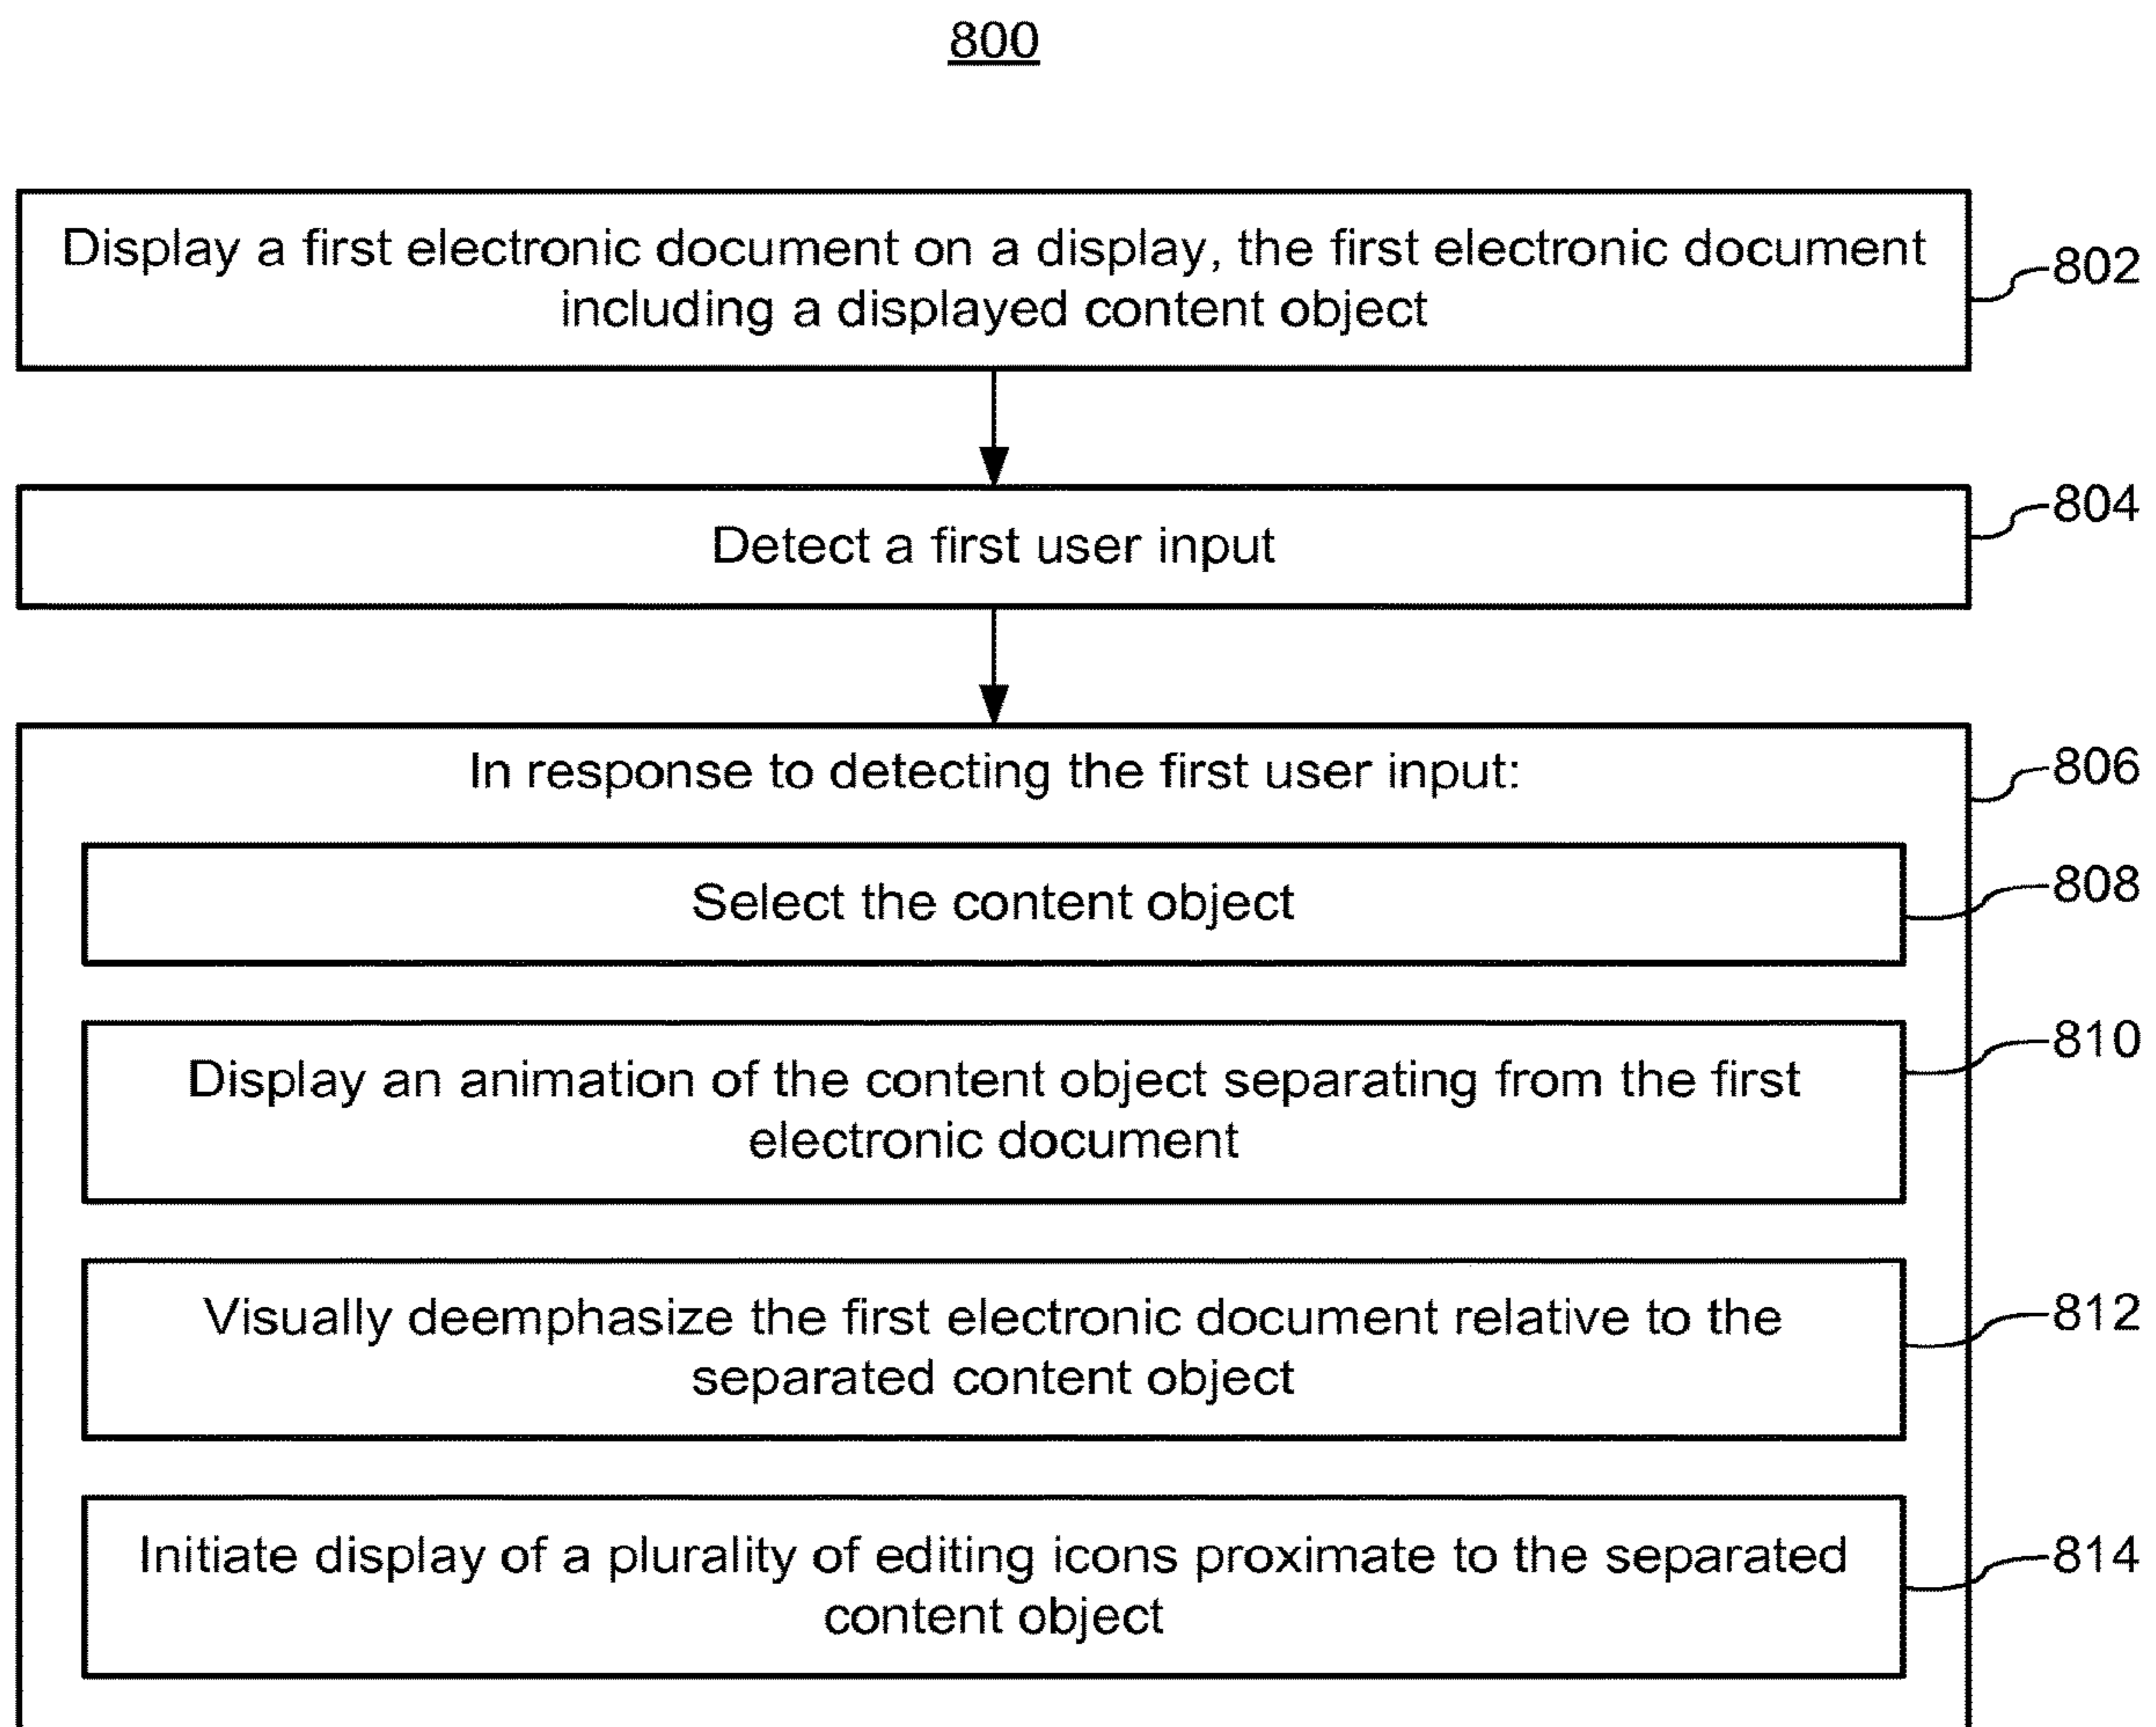 800
Display a first electronic document on a display, the first electronic document
including a displayed content object
802
Detect a first user input
804
In response to detecting the first user input:
806
Select the content object
808
Display an animation of the content object separating from the first
electronic document
810
Visually deemphasize the first electronic document relative to the
separated content object
812
Initiate display of a plurality of editing icons proximate to the separated
content object
814